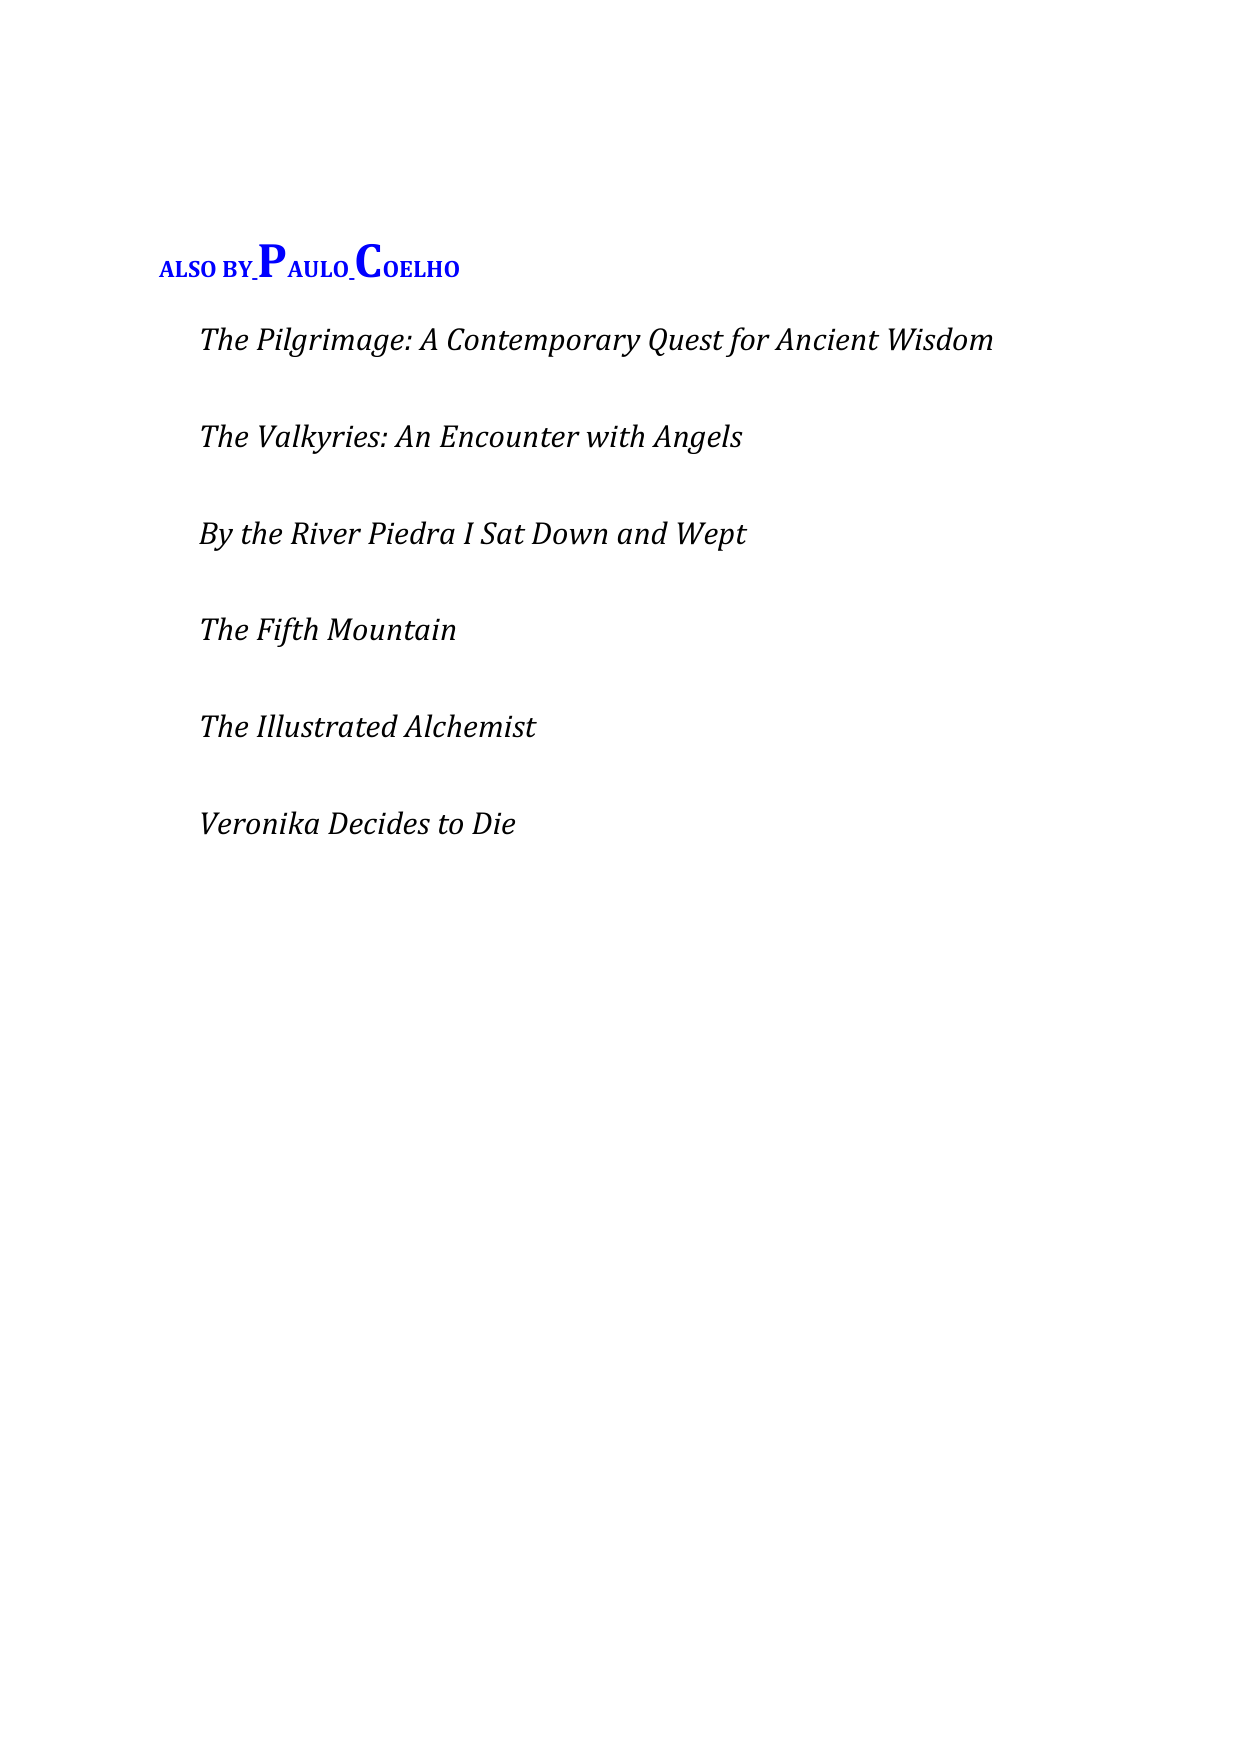 ALSO BY PAULO COELHO
The Pilgrimage: A Contemporary Quest for Ancient Wisdom
The Valkyries: An Encounter with Angels
By the River Piedra I Sat Down and Wept
The Fifth Mountain
The Illustrated Alchemist
Veronika Decides to Die